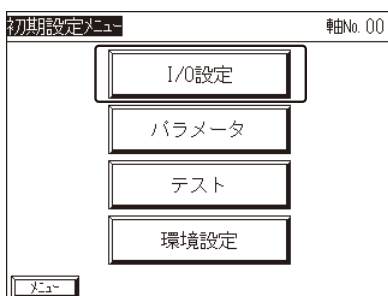 初期設定メニュー 軸No. 00
I/O設定
パラメータ
テスト
環境設定
メニュー